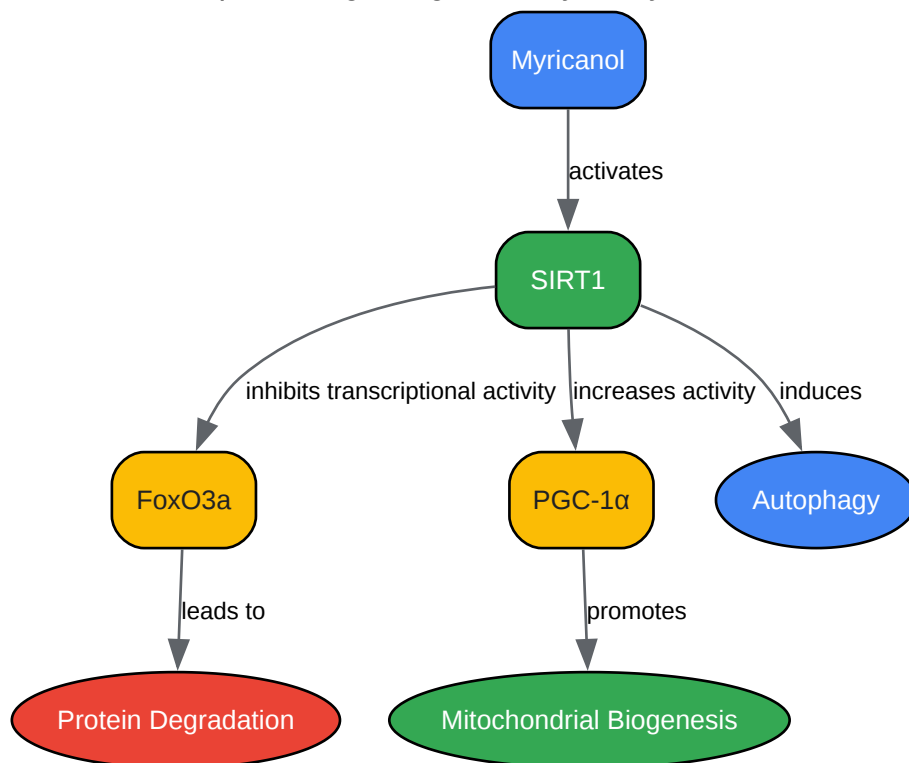 Myricanol
activates
SIRT1
inhibits transcriptional activity
increases activity
induces
FoxO3a
PGC-1α
Autophagy
leads to
promotes
Protein Degradation
Mitochondrial Biogenesis